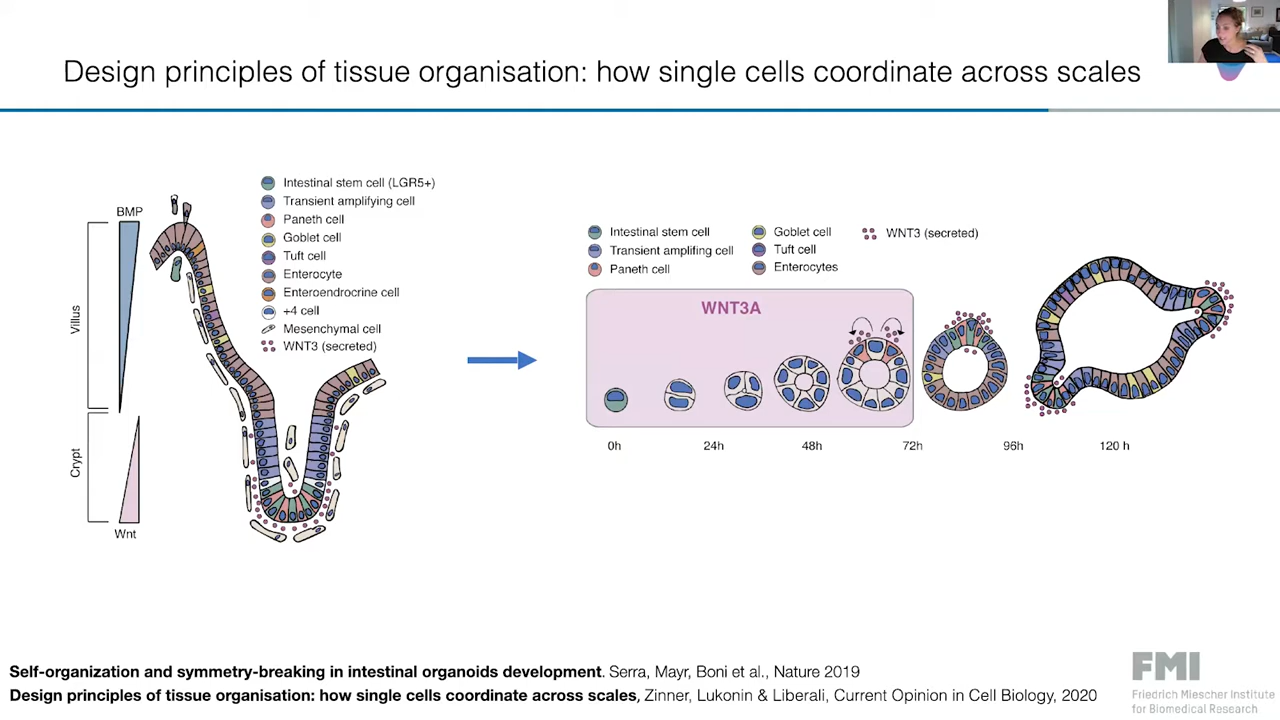 Design principles of tissue organisation: how single cells coordinate across scales
BMP
Villus
Crypt
Wnt
Intestinal stem cell (LGR5+)
Transient amplifying cell
Paneth cell
Goblet cell
Tuft cell
Enterocyte
Enteroendocrine cell
+4 cell
Mesenchymal cell
WNT3 (secreted)
Intestinal stem cell
Transient amplifing cell
Paneth cell
Goblet cell
Tuft cell
Enterocytes
WNT3 (secreted)
WNT3A
0h 24h 48h 72h 96h 120 h
Self-organization and symmetry-breaking in intestinal organoids development. Serra, Mayr, Boni et al., Nature 2019
Design principles of tissue organisation: how single cells coordinate across scales, Zinner, Lukonin & Liberali, Current Opinion in Cell Biology, 2020
FMI
Friedrich Miescher Institute
for Biomedical Research